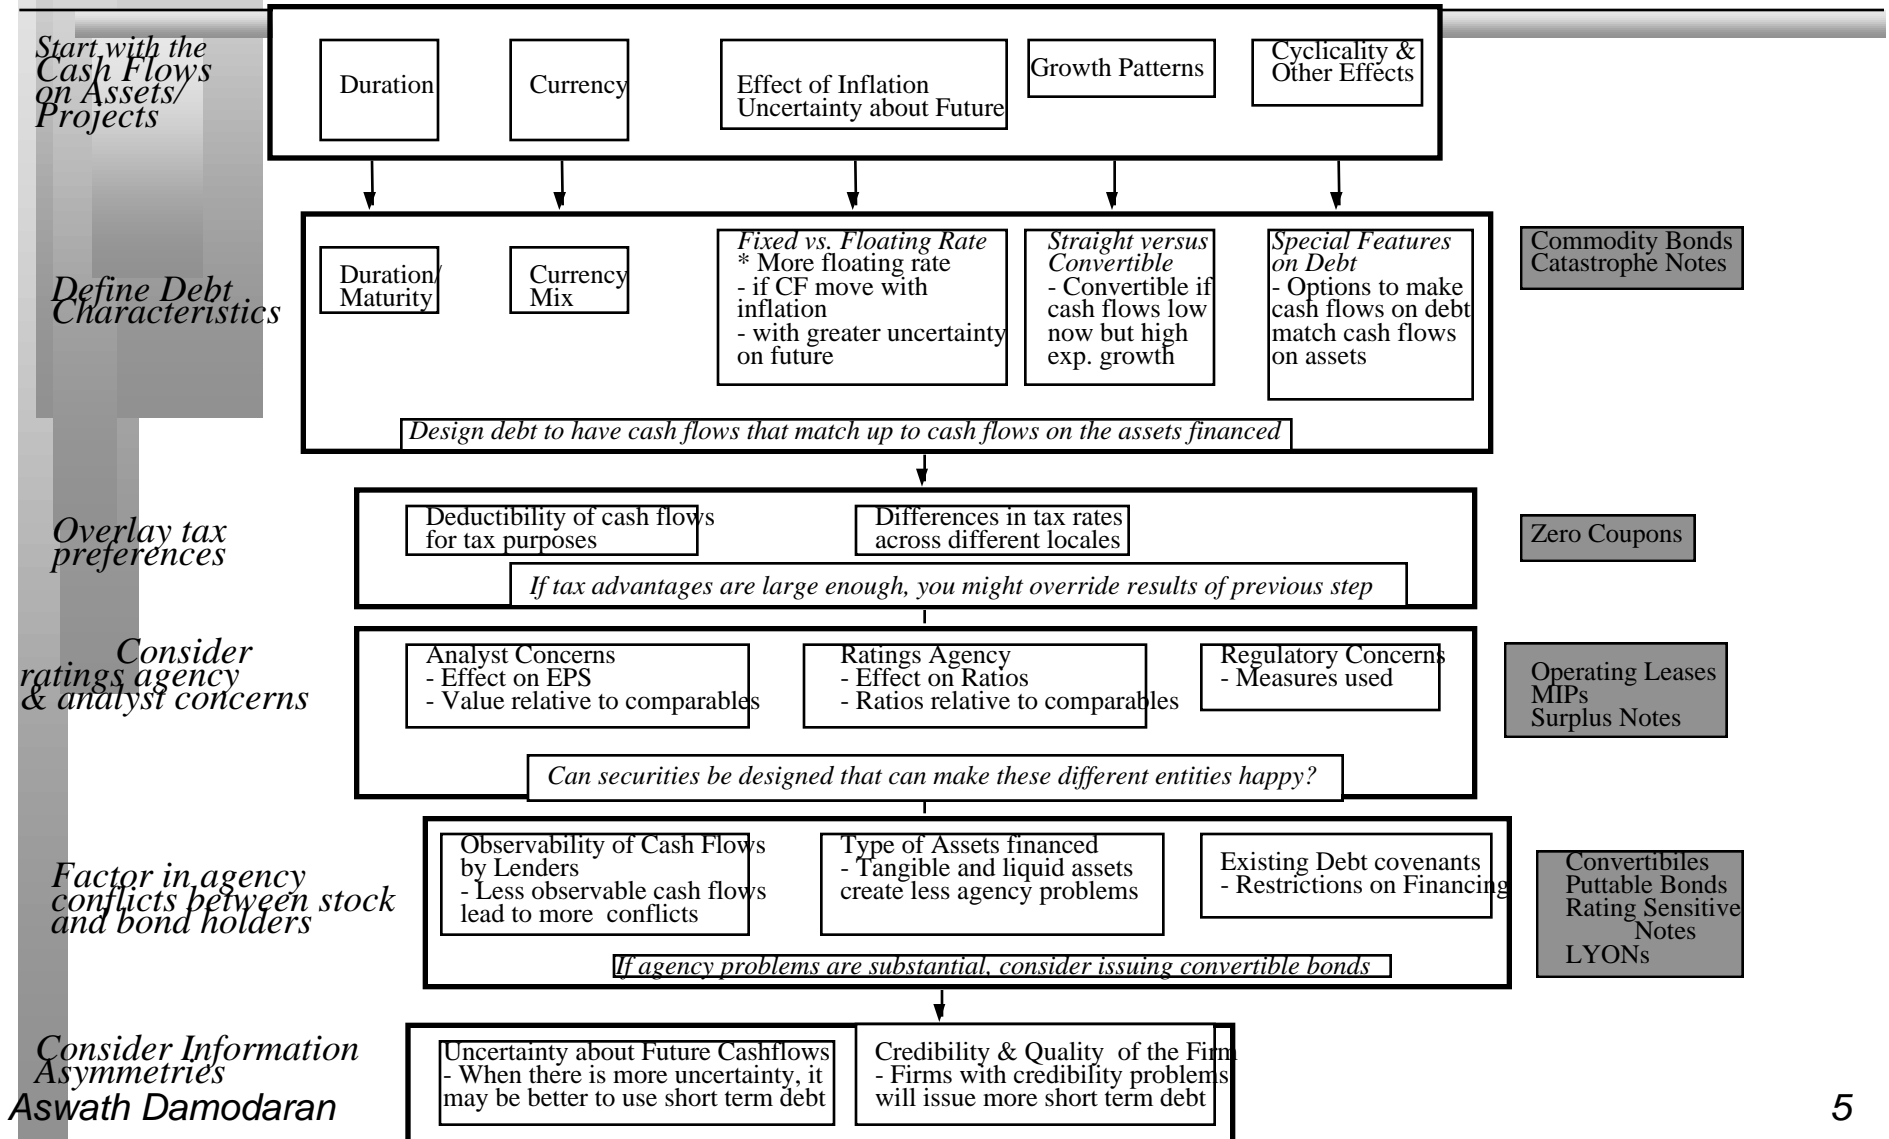 Start with the
Cash Flows
on Assets/
Projects
Duration
Currency
Effect of Inflation
Uncertainty about Future
Growth Patterns
Cyclicality &
Other Effects
Define Debt
Characteristics
Duration/
Maturity
Currency
Mix
Fixed vs. Floating Rate
* More floating rate
- if CF move with
inflation
- with greater uncertainty
on future
Straight versus
Convertible
- Convertible if
cash flows low
now but high
exp. growth
Special Features
on Debt
- Options to make
cash flows on debt
match cash flows
on assets
Commodity Bonds
Catastrophe Notes
Design debt to have cash flows that match up to cash flows on the assets financed
Overlay tax
preferences
Deductibility of cash flows
for tax purposes
Differences in tax rates
across different locales
Zero Coupons
If tax advantages are large enough, you might override results of previous step
Consider
ratings agency
& analyst concerns
Analyst Concerns
- Effect on EPS
- Value relative to comparables
Ratings Agency
- Effect on Ratios
- Ratios relative to comparables
Regulatory Concerns
- Measures used
Operating Leases
MIPs
Surplus Notes
Can securities be designed that can make these different entities happy?
Factor in agency
conflicts between stock
and bond holders
Observability of Cash Flows
by Lenders
- Less observable cash flows
lead to more conflicts
Type of Assets financed
- Tangible and liquid assets
create less agency problems
Existing Debt covenants
- Restrictions on Financing
Convertibiles
Puttable Bonds
Rating Sensitive
Notes
LYONs
If agency problems are substantial, consider issuing convertible bonds
Consider Information
Asymmetries
Uncertainty about Future Cashflows
- When there is more uncertainty, it
may be better to use short term debt
Credibility & Quality of the Firm
- Firms with credibility problems
will issue more short term debt
Aswath Damodaran
5